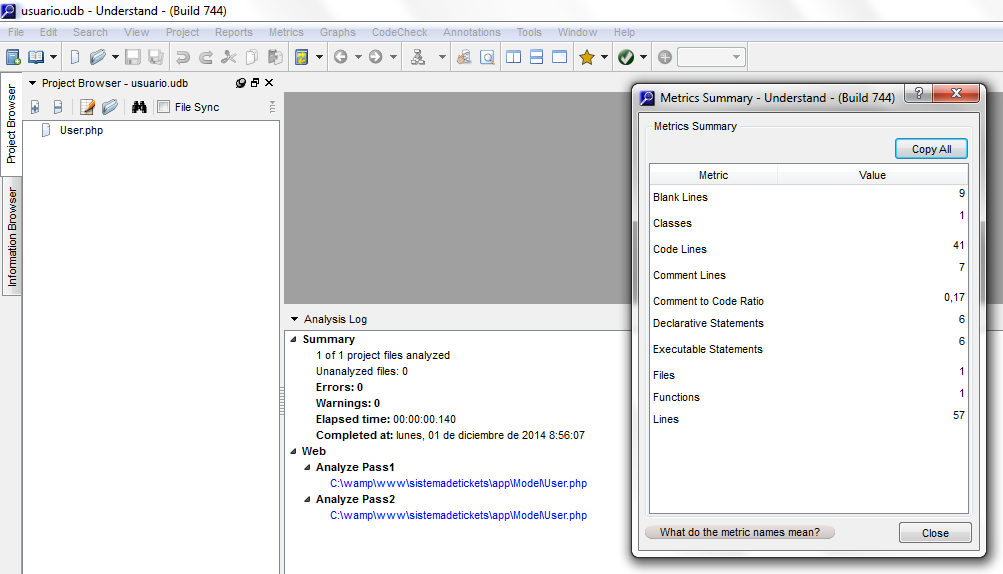 usuario.udb - Understand - (Build 744)
File Edit Search View Project Reports Metrics Graphs CodeCheck Annotations Tools Window Help
Project Browser
Information Browser
Project Browser - usuario.udb
File Sync
User.php
Analysis Log
Summary
1 of 1 project files analyzed
Unanalyzed files: 0
Errors: 0
Warnings: 0
Elapsed time: 00:00:00.140
Completed at: lunes, 01 de diciembre de 2014 8:56:07
Web
Analyze Pass1
C:\wamp\www\sistemadetickets\app\Model\User.php
Analyze Pass2
C:\wamp\www\sistemadetickets\app\Model\User.php
Metrics Summary - Understand - (Build 744)
Metrics Summary
Copy All
Metric Value
Blank Lines 9
Classes 1
Code Lines 41
Comment Lines 7
Comment to Code Ratio 0,17
Declarative Statements 6
Executable Statements 6
Files 1
Functions 1
Lines 57
What do the metric names mean?
Close